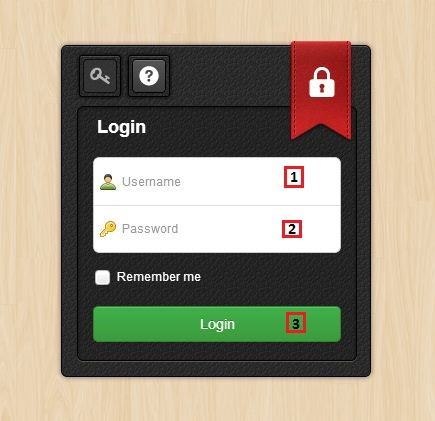 ?
Login
Username 1
Password 2
Remember me
Login 3